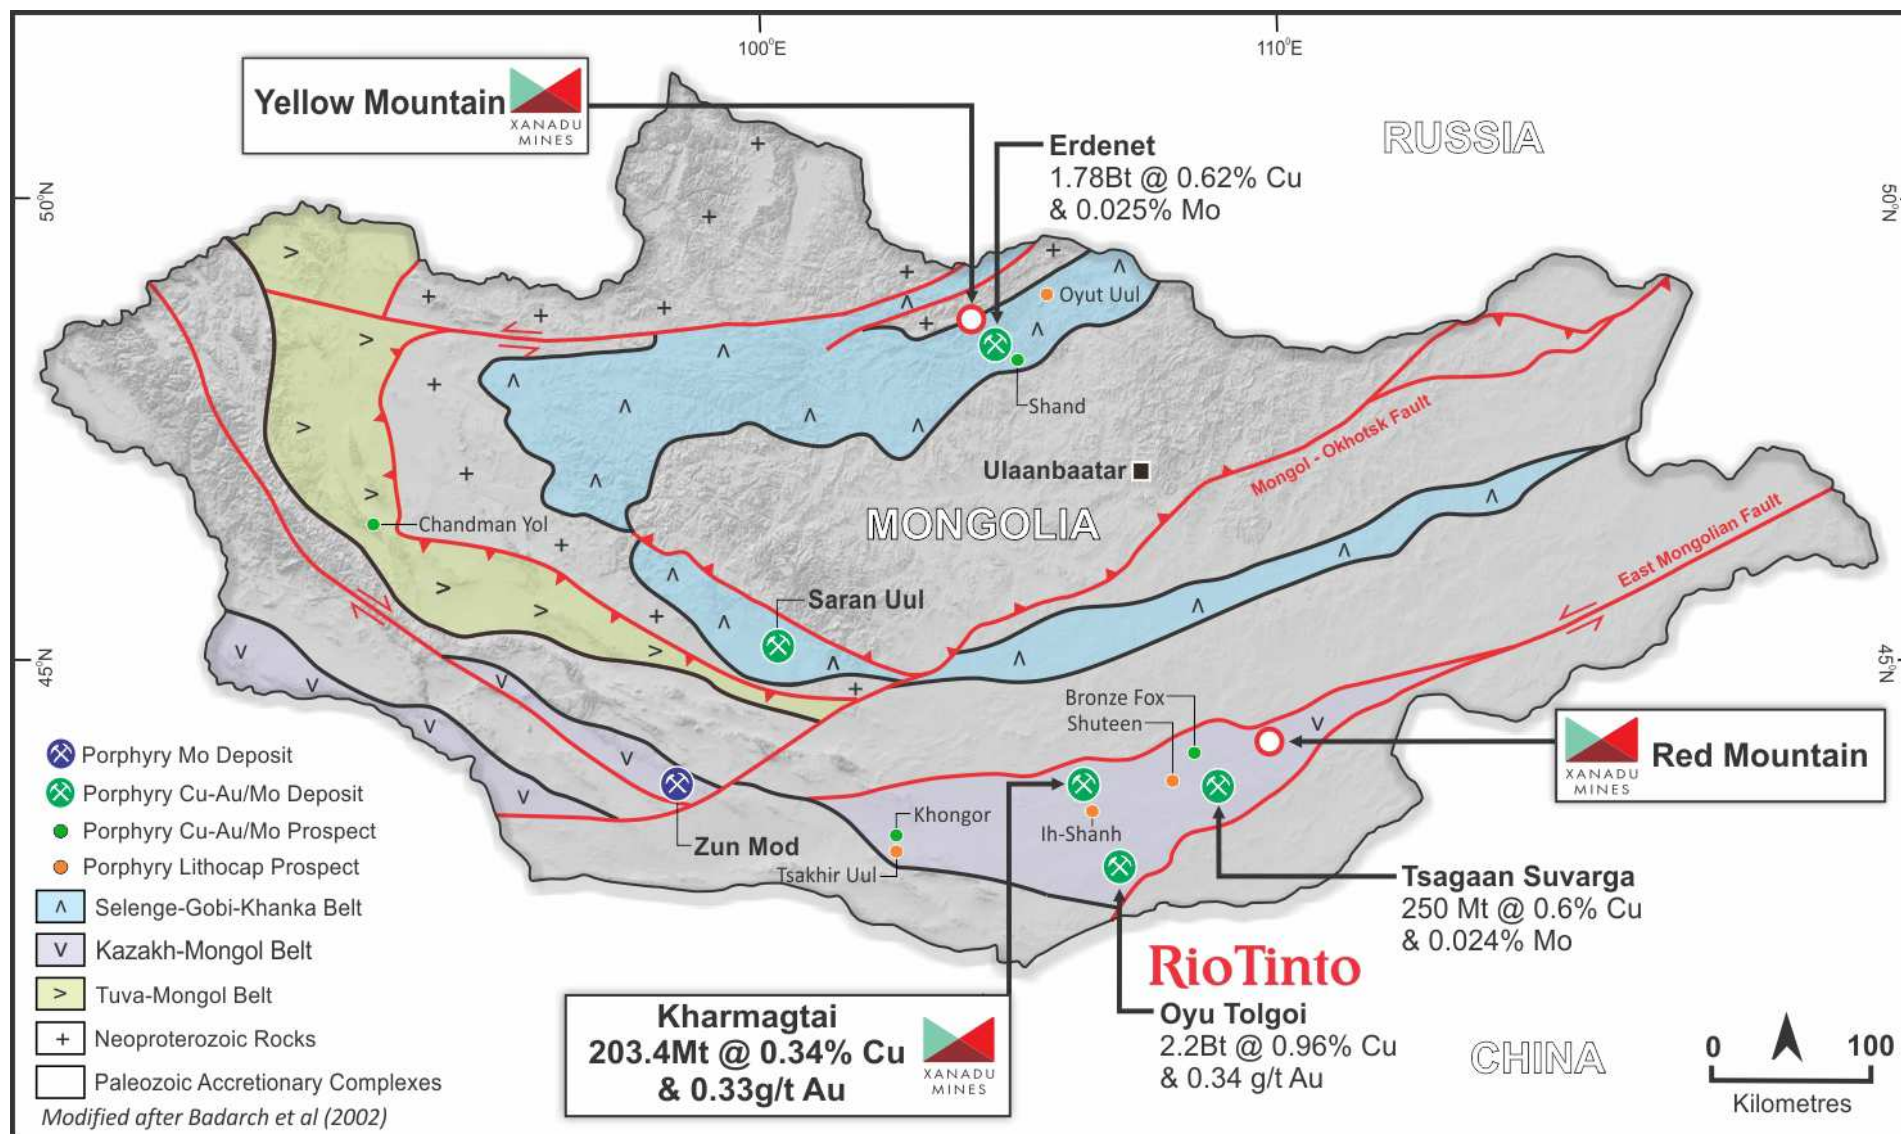 100°E
110°E
Yellow Mountain
XANADU
MINES
RUSSIA
Erdenet
1.78Bt @ 0.62% Cu
& 0.025% Mo
50°N
50°N
Oyut Uul
Shand
Mongol - Okhotsk Fault
Ulaanbaatar
MONGOLIA
East Mongolian Fault
Chandman Yol
Saran Uul
45°N
45°N
Bronze Fox
Shuteen
XANADU
MINES
Red Mountain
Khongor
Ih-Shanh
Zun Mod
Tsakhir Uul
Tsagaan Suvarga
250 Mt @ 0.6% Cu
& 0.024% Mo
RioTinto
Oyu Tolgoi
2.2Bt @ 0.96% Cu
& 0.34 g/t Au
Kharmagtai
203.4Mt @ 0.34% Cu
& 0.33g/t Au
XANADU
MINES
CHINA
0 100
Kilometres
Porphyry Mo Deposit
Porphyry Cu-Au/Mo Deposit
Porphyry Cu-Au/Mo Prospect
Porphyry Lithocap Prospect
Selenge-Gobi-Khanka Belt
Kazakh-Mongol Belt
Tuva-Mongol Belt
Neoproterozoic Rocks
Paleozoic Accretionary Complexes
Modified after Badarch et al (2002)